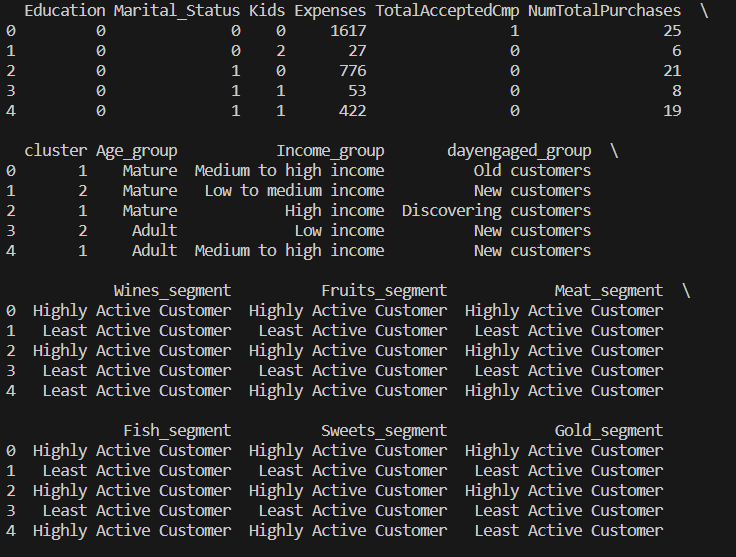 Education Marital_Status Kids Expenses TotalAcceptedCmp NumTotalPurchases  \
0         0              0    0     1617                1                25
1         0              0    2       27                0                 6
2         0              1    0      776                0                21
3         0              1    1       53                0                 8
4         0              1    1      422                0                19

  cluster Age_group            Income_group        dayengaged_group  \
0       1    Mature   Medium to high income           Old customers
1       2    Mature    Low to medium income           New customers
2       1    Mature             High income   Discovering customers
3       2     Adult              Low income           New customers
4       1     Adult   Medium to high income           New customers

            Wines_segment          Fruits_segment            Meat_segment  \
0  Highly Active Customer  Highly Active Customer  Highly Active Customer
1   Least Active Customer   Least Active Customer   Least Active Customer
2  Highly Active Customer  Highly Active Customer  Highly Active Customer
3   Least Active Customer   Least Active Customer   Least Active Customer
4   Least Active Customer  Highly Active Customer  Highly Active Customer

             Fish_segment          Sweets_segment            Gold_segment
0  Highly Active Customer  Highly Active Customer  Highly Active Customer
1   Least Active Customer   Least Active Customer   Least Active Customer
2  Highly Active Customer  Highly Active Customer  Highly Active Customer
3   Least Active Customer   Least Active Customer   Least Active Customer
4  Highly Active Customer  Highly Active Customer   Least Active Customer